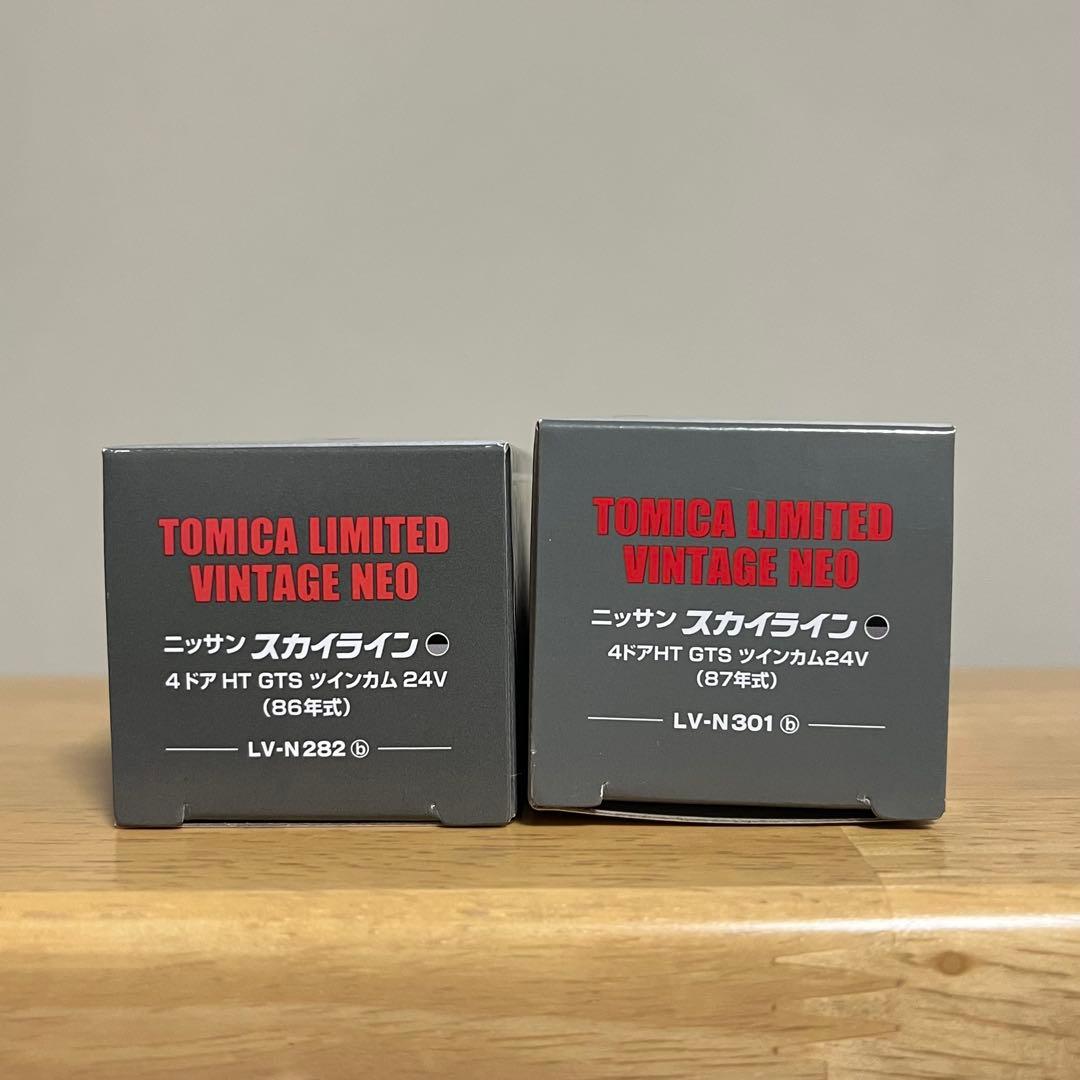 TOMICA LIMITED
VINTAGE NEO
ニッサン スカイライン
4ドア HT GTS ツインカム 24V
(86年式)
LV-N282 ⓑ
TOMICA LIMITED
VINTAGE NEO
ニッサン スカイライン
4ドアHT GTS ツインカム24V
(87年式)
LV-N301 ⓑ